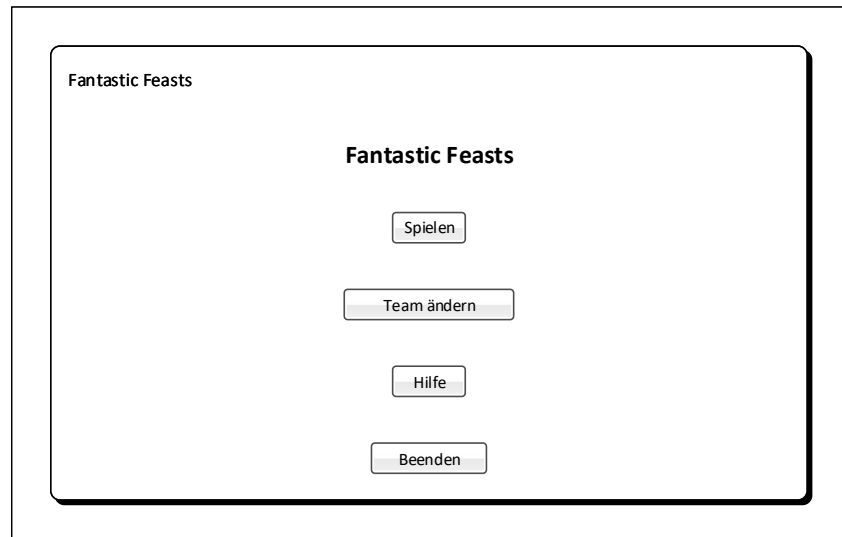 Fantastic Feasts
Fantastic Feasts
Spielen
Team ändern
Hilfe
Beenden